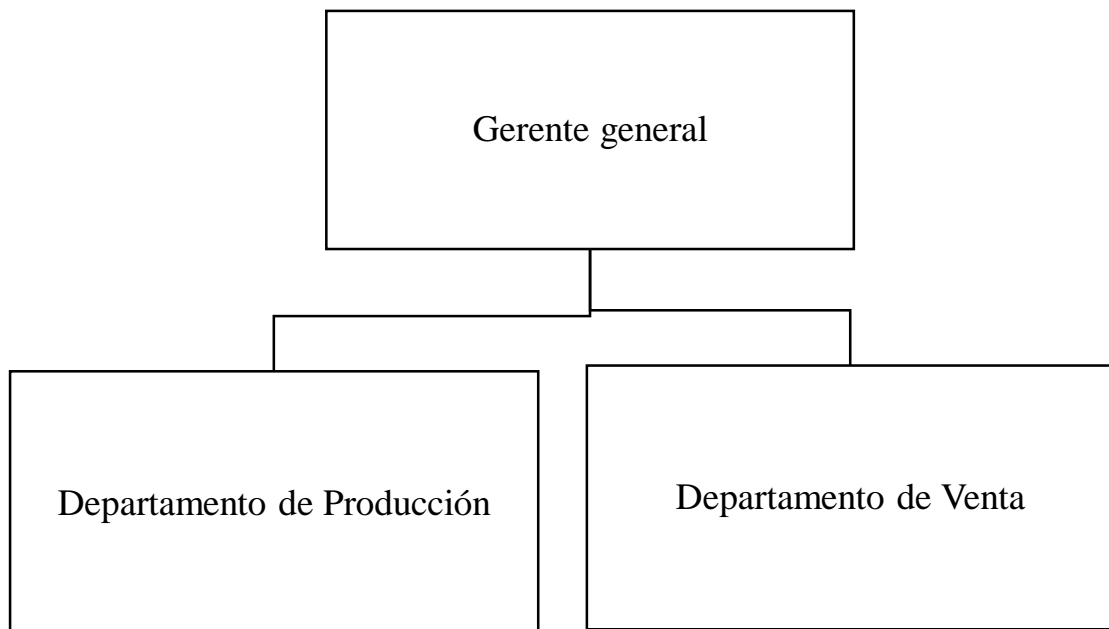 Gerente general
Departamento de Producción
Departamento de Venta